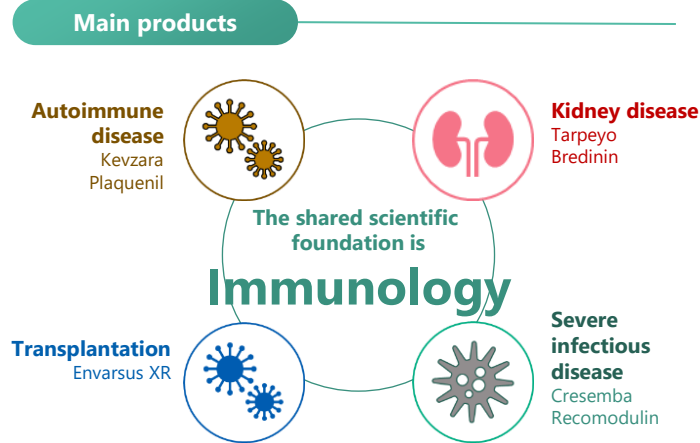 Main products
Autoimmune
disease
Kevzara
Plaquenil
Kidney disease
Tarpeyo
Bredinin
The shared scientific
foundation is
Immunology
Transplantation
Envarsus XR
Severe
infectious
disease
Cresemba
Recomodulin